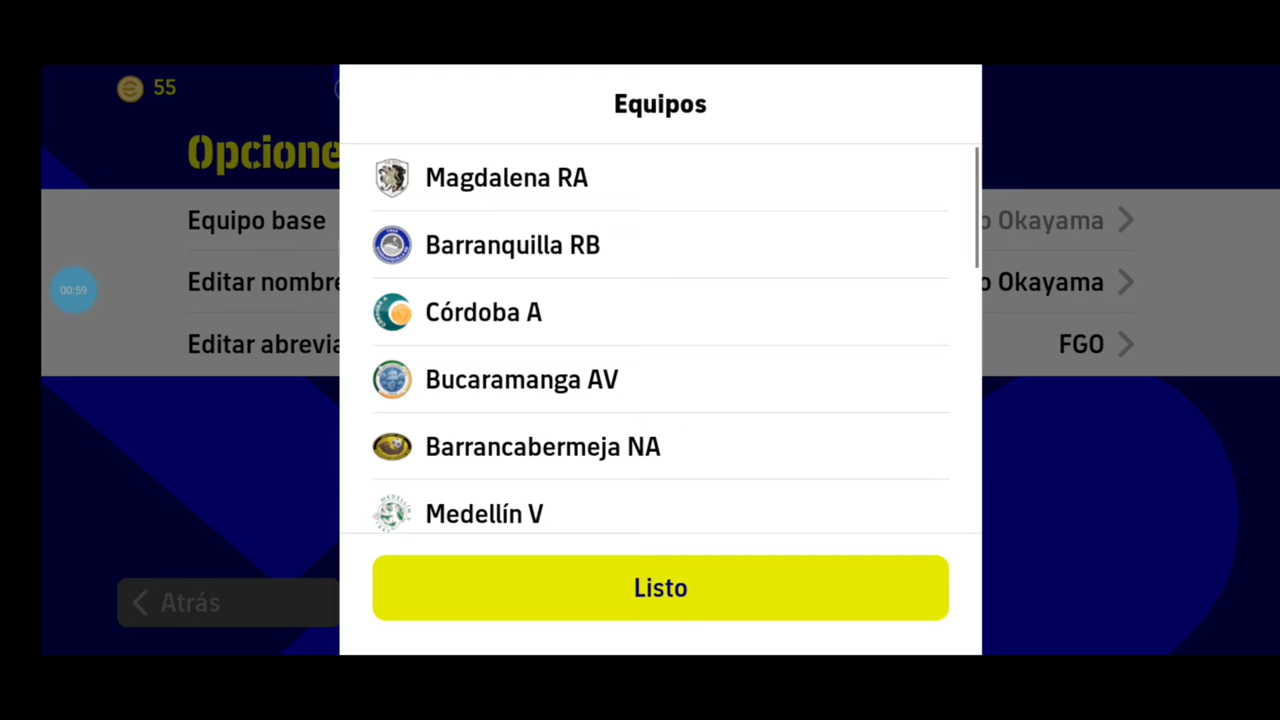 55
Opcione
Equipo base
o Okayama
Editar nombre
o Okayama
Editar abrevia
FGO
00:59
Atrás
Equipos
Magdalena RA
Barranquilla RB
Córdoba A
Bucaramanga AV
Barrancabermeja NA
Medellín V
Listo